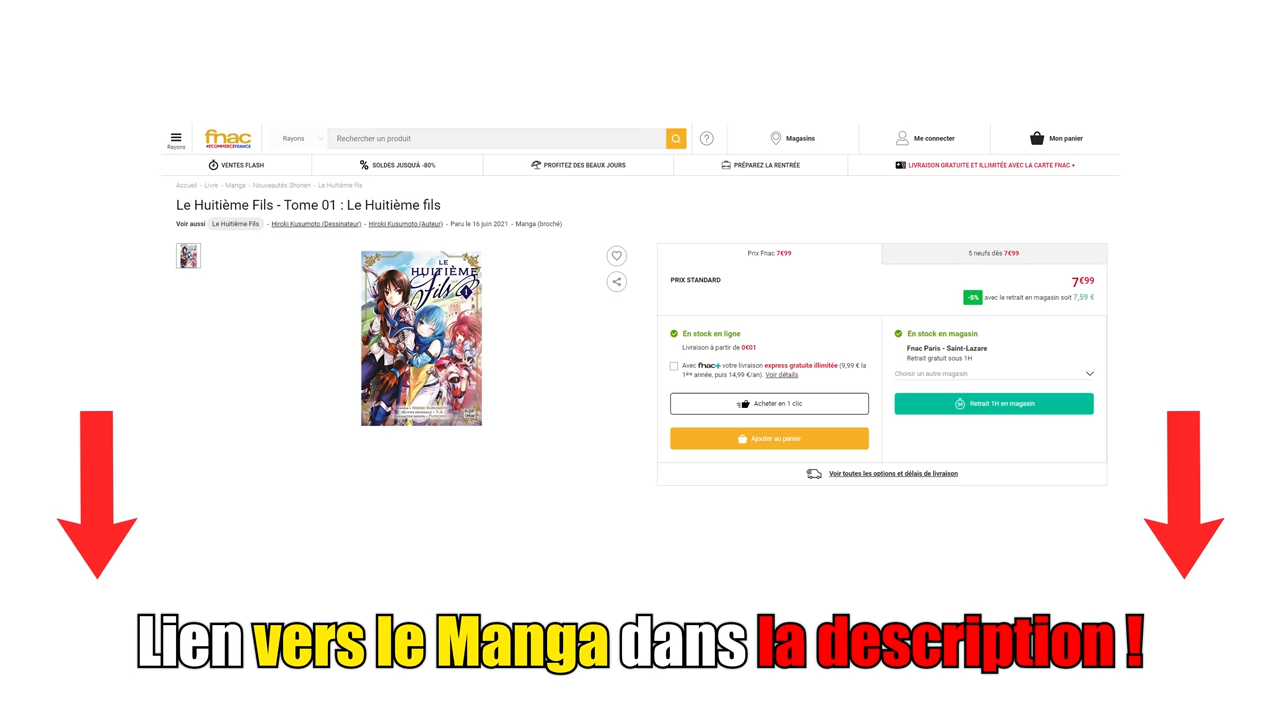 Rayons
fnac
+ECOMMERCEFRANCE
Rayons
Rechercher un produit
Magasins
Me connecter
Mon panier
VENTES FLASH
SOLDES JUSQU'À -80%
PROFITEZ DES BEAUX JOURS
PRÉPAREZ LA RENTRÉE
LIVRAISON GRATUITE ET ILLIMITÉE AVEC LA CARTE FNAC +
Accueil - Livre - Manga - Nouveautés Shonen - Le Huitième fils
Le Huitième Fils - Tome 01 : Le Huitième fils
Voir aussi Le Huitième Fils - Hiroki Kusumoto (Dessinateur) - Hiroki Kusumoto (Auteur) - Paru le 16 juin 2021 - Manga (broché)
LE
HUITIÈME
Fils
1
Prix Fnac 7€99
5 neufs dès 7€99
PRIX STANDARD
7€99
-5% avec le retrait en magasin soit 7,59 €
En stock en ligne
Livraison à partir de 0€01
Avec fnac+ votre livraison express gratuite illimitée (9,99 € la
1ère année, puis 14,99 €/an). Voir détails
Acheter en 1 clic
Ajouter au panier
En stock en magasin
Fnac Paris - Saint-Lazare
Retrait gratuit sous 1H
Choisir un autre magasin
Retrait 1H en magasin
Voir toutes les options et délais de livraison
Lien vers le Manga dans la description !